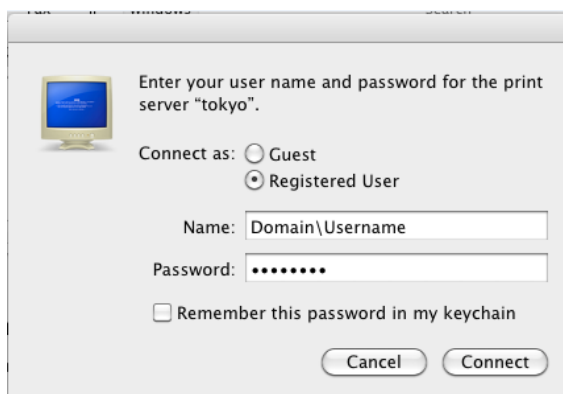 Enter your user name and password for the print
server “tokyo”.
Connect as: Guest
Registered User
Name: Domain\Username
Password: ••••••••
Remember this password in my keychain
Cancel Connect